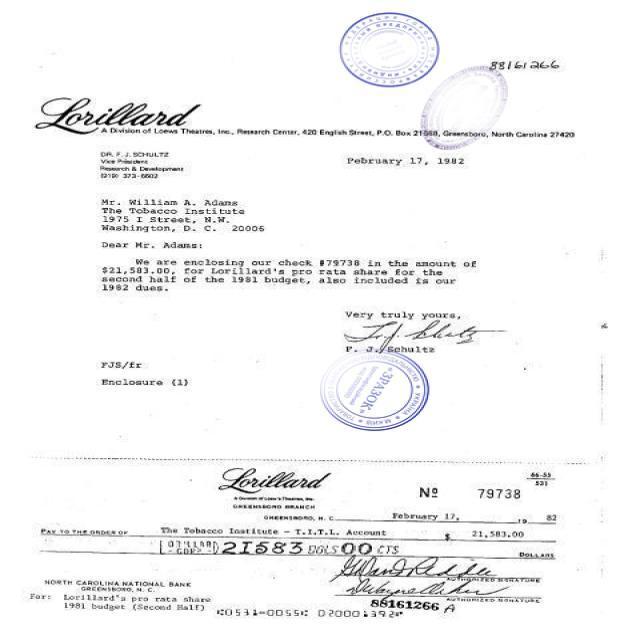 88161266
Lorillard
A Division of Loews Theatres, Inc., Research Center, 420 English Street, P.O. Box 21688, Greensboro, North Carolina 27420
DR. F. J. SCHULTZ
Vice President
Research & Development
(919) 373-6602
February 17, 1982
Mr. William A. Adams
The Tobacco Institute
1975 I Street, N.W.
Washington, D. C. 20006
Dear Mr. Adams:
We are enclosing our check #79738 in the amount of
$21,583.00, for Lorillard's pro rata share for the
second half of the 1981 budget, also included is our
1982 dues.
Very truly yours,
F. J. Schultz
F. J. Schultz
FJS/fr
Enclosure (1)
"ЗРАЗОК"
УКРАЇНА
Lorillard
A Division of Loew's Theatres, Inc.
GREENSBORO BRANCH
GREENSBORO, N. C.
66-55
531
Nº 79738
February 17, 19 82
PAY TO THE ORDER OF The Tobacco Institute - T.I.T.L. Account $ 21,583.00
21583 DOLS 00 CTS
DOLLARS
AUTHORIZED SIGNATURE
NORTH CAROLINA NATIONAL BANK
GREENSBORO, N. C.
AUTHORIZED SIGNATURE
For: Lorillard's pro rata share
1981 budget (Second Half)
88161266 A